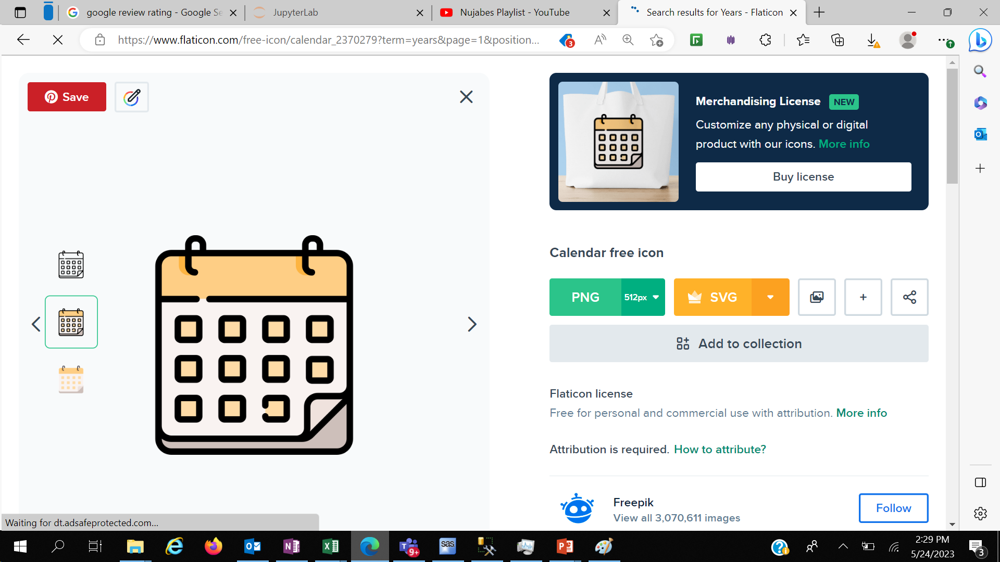 google review rating - Google Se
JupyterLab
Nujabes Playlist - YouTube
Search results for Years - Flaticon
https://www.flaticon.com/free-icon/calendar_2370279?term=years&page=1&position...
3
Save
Merchandising License NEW
Customize any physical or digital
product with our icons. More info
Buy license
Calendar free icon
PNG 512px
SVG
+
Add to collection
Flaticon license
Free for personal and commercial use with attribution. More info
Attribution is required. How to attribute?
Freepik
View all 3,070,611 images
Follow
Waiting for dt.adsafeprotected.com...
9+
sas
2:29 PM
5/24/2023
3